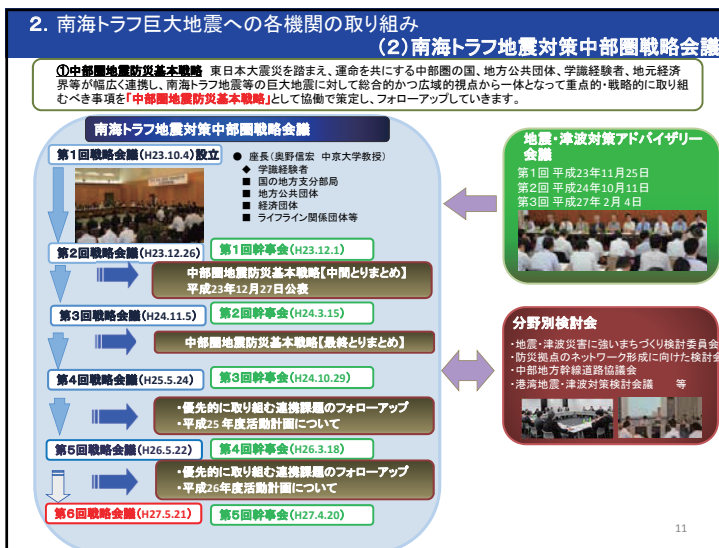 2. 南海トラフ巨大地震への各機関の取り組み
(2)南海トラフ地震対策中部圏戦略会議
①中部圏地震防災基本戦略 東日本大震災を踏まえ、運命を共にする中部圏の国、地方公共団体、学識経験者、地元経済
界等が幅広く連携し、南海トラフ地震等の巨大地震に対して総合的かつ広域的視点から一体となって重点的・戦略的に取り組
むべき事項を「中部圏地震防災基本戦略」として協働で策定し、フォローアップしていきます。
南海トラフ地震対策中部圏戦略会議
第1回戦略会議(H23.10.4)設立
● 座長(奥野信宏 中京大学教授)
◆ 学識経験者
■ 国の地方支分部局
■ 地方公共団体
■ 経済団体
■ ライフライン関係団体等
第2回戦略会議(H23.12.26)
第1回幹事会(H23.12.1)
中部圏地震防災基本戦略【中間とりまとめ】
平成23年12月27日公表
第3回戦略会議(H24.11.5)
第2回幹事会(H24.3.15)
中部圏地震防災基本戦略【最終とりまとめ】
第4回戦略会議(H25.5.24)
第3回幹事会(H24.10.29)
・優先的に取り組む連携課題のフォローアップ
・平成25年度活動計画について
第5回戦略会議(H26.5.22)
第4回幹事会(H26.3.18)
・優先的に取り組む連携課題のフォローアップ
・平成26年度活動計画について
第6回戦略会議(H27.5.21)
第5回幹事会(H27.4.20)
地震・津波対策アドバイザリー
会議
第1回 平成23年11月25日
第2回 平成24年10月11日
第3回 平成27年 2月 4日
分野別検討会
・地震・津波災害に強いまちづくり検討委員会
・防災拠点のネットワーク形成に向けた検討会
・中部地方幹線道路協議会
・港湾地震・津波対策検討会議 等
11